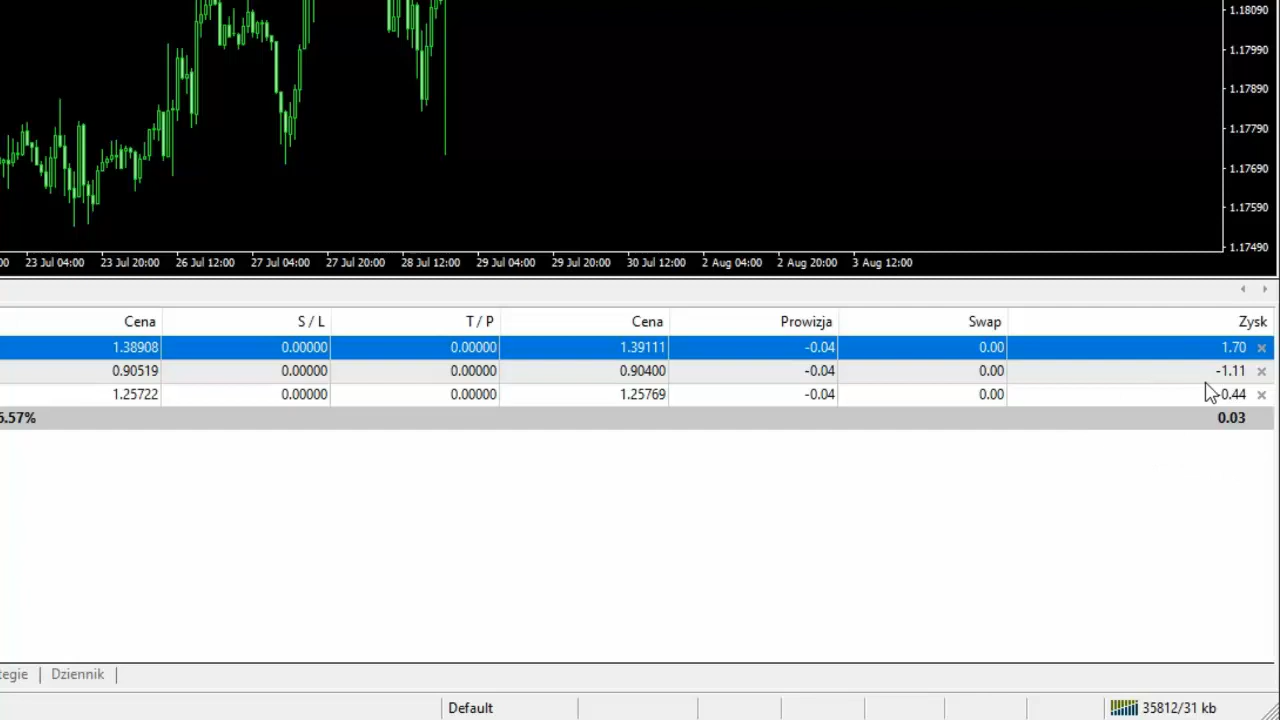 1.18090
1.17990
1.17890
1.17790
1.17690
1.17590
1.17490
00 23 Jul 04:00 23 Jul 20:00 26 Jul 12:00 27 Jul 04:00 27 Jul 20:00 28 Jul 12:00 29 Jul 04:00 29 Jul 20:00 30 Jul 12:00 2 Aug 04:00 2 Aug 20:00 3 Aug 12:00
Cena S / L T / P Cena Prowizja Swap Zysk
1.38908 0.00000 0.00000 1.39111 -0.04 0.00 1.70
0.90519 0.00000 0.00000 0.90400 -0.04 0.00 -1.11
1.25722 0.00000 0.00000 1.25769 -0.04 0.00 -0.44
6.57% 0.03
tegie | Dziennik |
Default 35812/31 kb